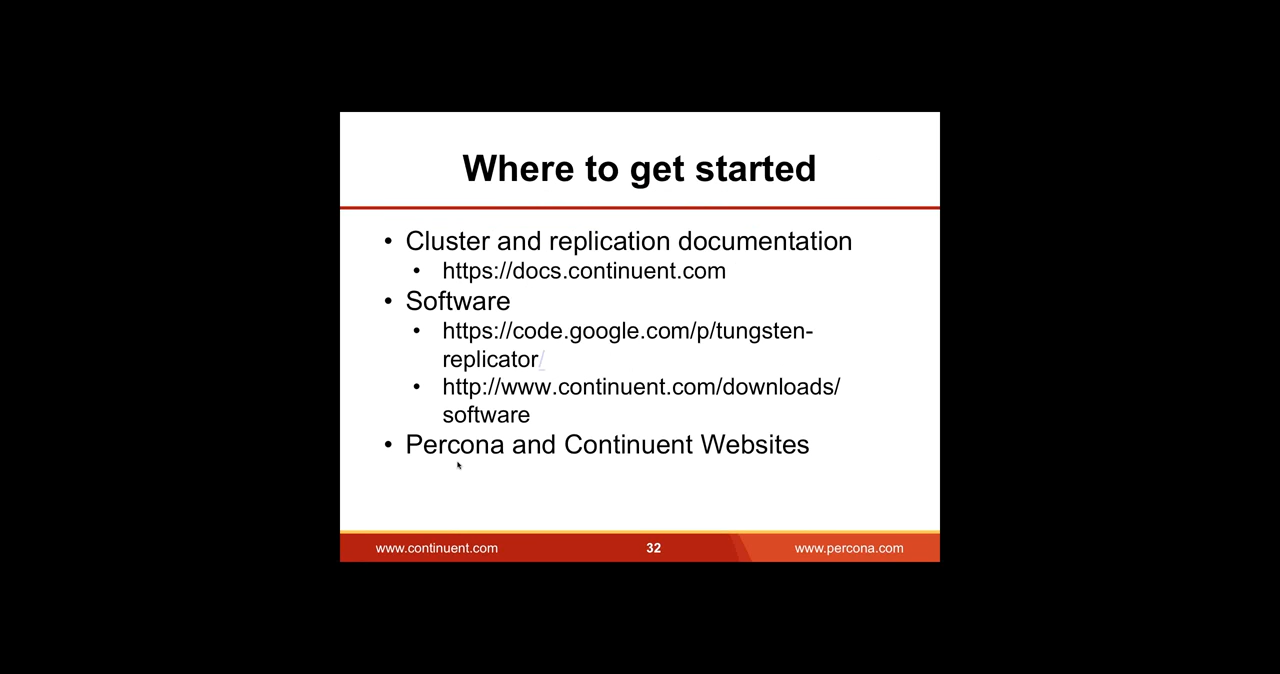 Where to get started
• Cluster and replication documentation
• https://docs.continuent.com
• Software
• https://code.google.com/p/tungsten-
replicator/
• http://www.continuent.com/downloads/
software
• Percona and Continuent Websites
www.continuent.com 32 www.percona.com